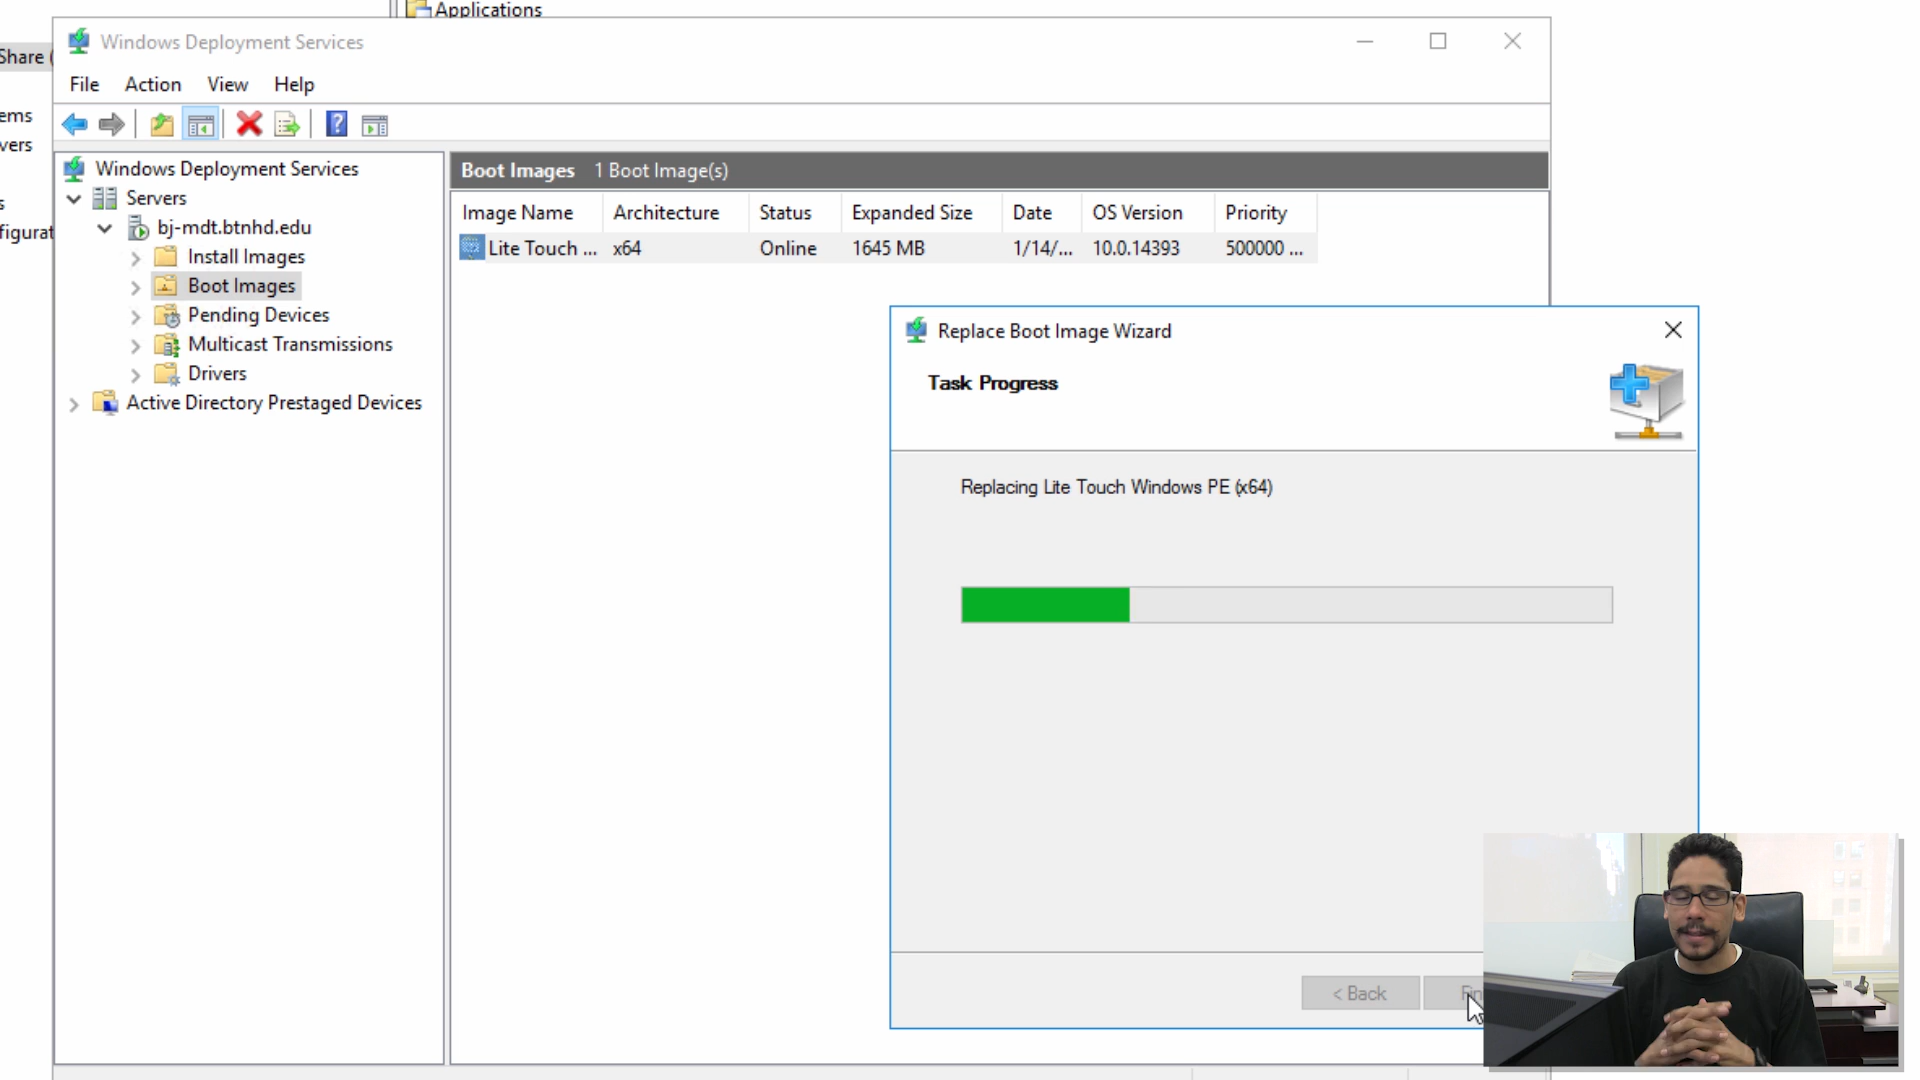 Applications
Share (
Windows Deployment Services
File Action View Help
ems
vers
s
figurat
Windows Deployment Services
Servers
bj-mdt.btnhd.edu
Install Images
Boot Images
Pending Devices
Multicast Transmissions
Drivers
Active Directory Prestaged Devices
Boot Images 1 Boot Image(s)
Image Name Architecture Status Expanded Size Date OS Version Priority
Lite Touch ... x64 Online 1645 MB 1/14/... 10.0.14393 500000 ...
Replace Boot Image Wizard
Task Progress
Replacing Lite Touch Windows PE (x64)
< Back
Fin